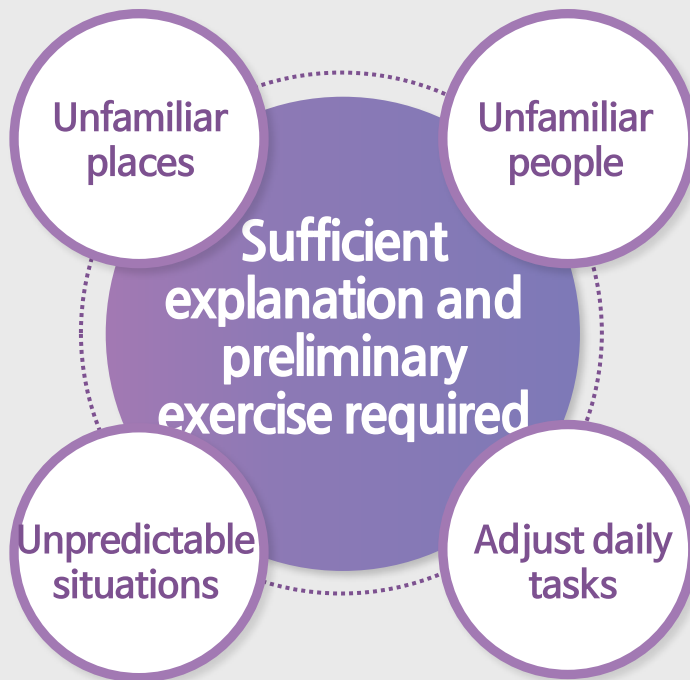 Unfamiliar
places
Unfamiliar
people
Sufficient
explanation and
preliminary
exercise required
Unpredictable
situations
Adjust daily
tasks